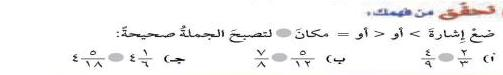 تحقق من فهمك:
ضع إشارة > أو < أو = مكان ● لتصبح الجملة صحيحة:
أ) ٢/٣ ● ٤/٩ ب) ٥/١٢ ● ٧/٨ جـ) ٤ ١/٦ ● ٤ ٥/١٨